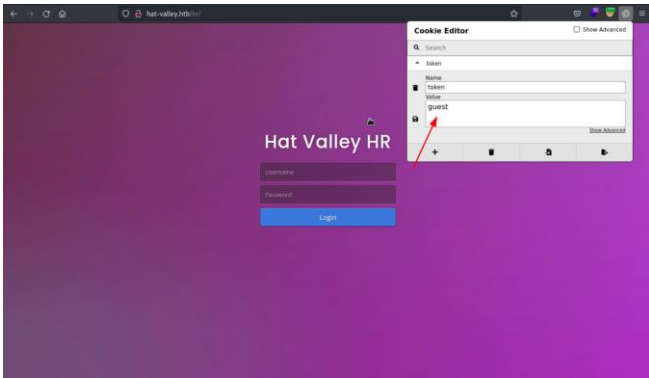 hat-valley.htb/hr/
Cookie Editor
Show Advanced
Search
token
Name
token
Value
guest
Show Advanced
Hat Valley HR
Username
Password
Login